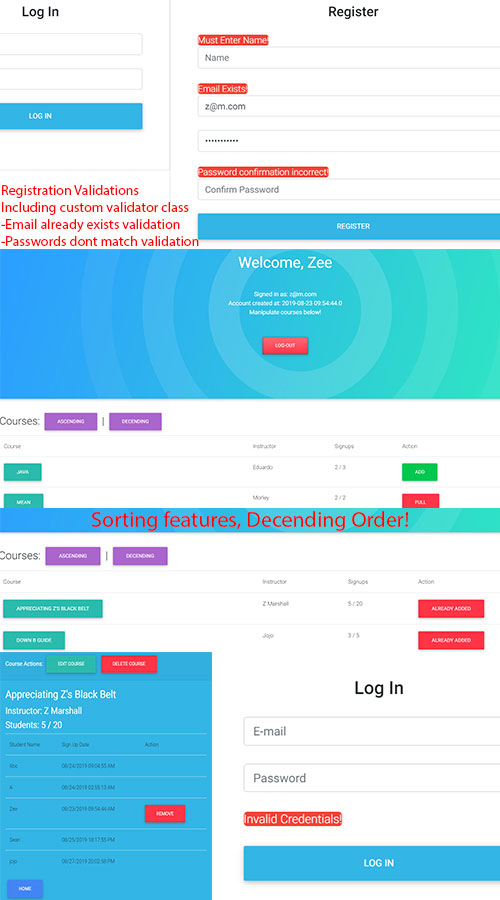 Log In
LOG IN
Register
Must Enter Name!
Name
Email Exists!
z@m.com
Password confirmation incorrect!
Confirm Password
REGISTER
Registration Validations
Including custom validator class
-Email already exists validation
-Passwords dont match validation
Welcome, Zee
Signed in as: z@m.com
Account created at: 2019-08-23 09:54:44.0
Manipulate courses below!
LOG OUT
Courses: ASCENDING | DECENDING
Course Instructor Signups Action
JAVA Eduardo 2 / 3 ADD
MEAN Morley 2 / 2 FULL
Sorting features, Decending Order!
Courses: ASCENDING | DECENDING
Course Instructor Signups Action
APPRECIATING Z'S BLACK BELT Z Marshall 5 / 20 ALREADY ADDED
DOWN B GUIDE Jojo 3 / 5 ALREADY ADDED
Course Actions: EDIT COURSE DELETE COURSE
Appreciating Z's Black Belt
Instructor: Z Marshall
Students: 5 / 20
Student Name Sign Up Date Action
08/24/2019 09:04:55 AM
08/24/2019 02:55:13 AM
Zee 08/23/2019 09:54:44 AM REMOVE
Sean 08/25/2019 18:17:55 PM
jojo 08/27/2019 20:02:58 PM
HOME
Log In
E-mail
Password
Invalid Credentials!
LOG IN